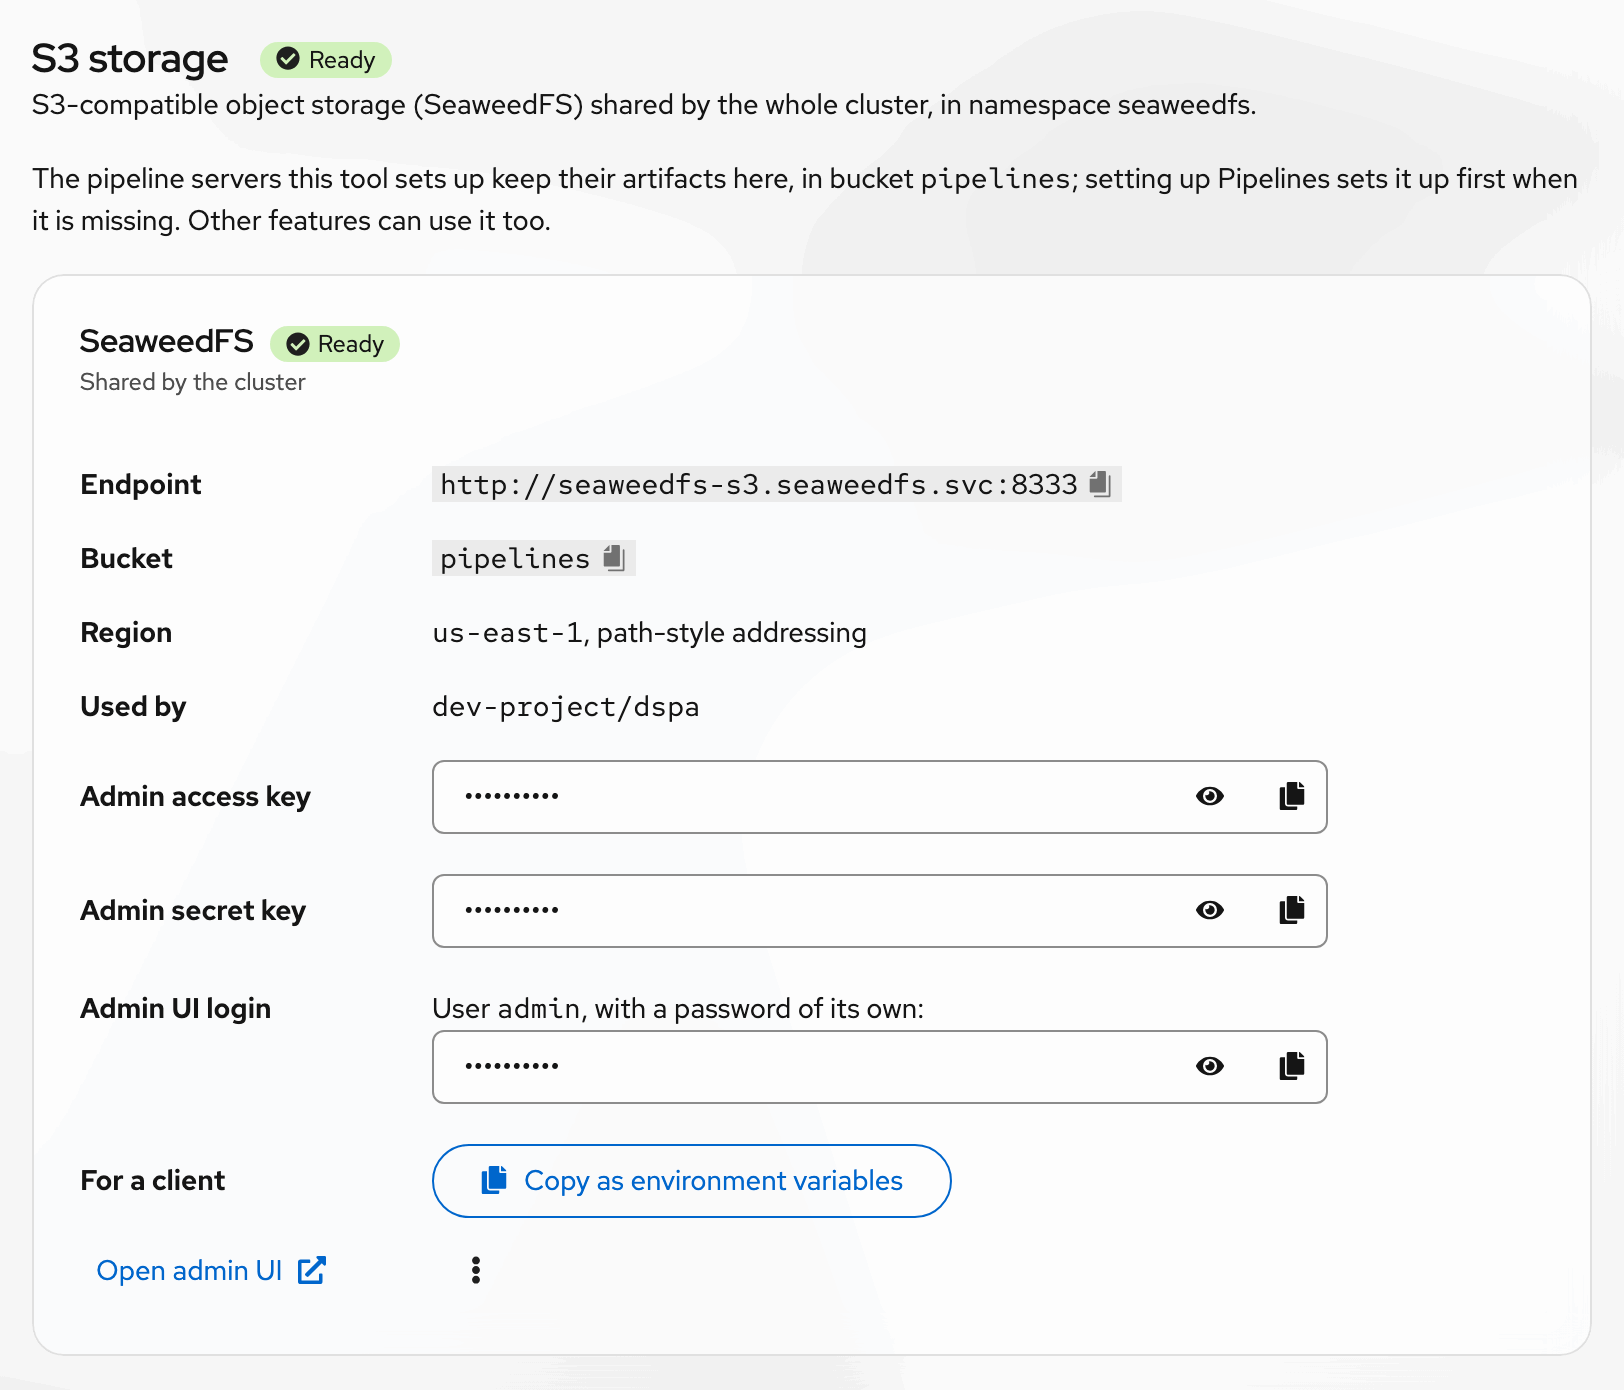 S3 storage Ready
S3-compatible object storage (SeaweedFS) shared by the whole cluster, in namespace seaweedfs.
The pipeline servers this tool sets up keep their artifacts here, in bucket pipelines; setting up Pipelines sets it up first when
it is missing. Other features can use it too.
SeaweedFS Ready
Shared by the cluster
Endpoint http://seaweedfs-s3.seaweedfs.svc:8333
Bucket pipelines
Region us-east-1, path-style addressing
Used by dev-project/dspa
Admin access key ••••••••••
Admin secret key ••••••••••
Admin UI login User admin, with a password of its own:
••••••••••
For a client Copy as environment variables
Open admin UI